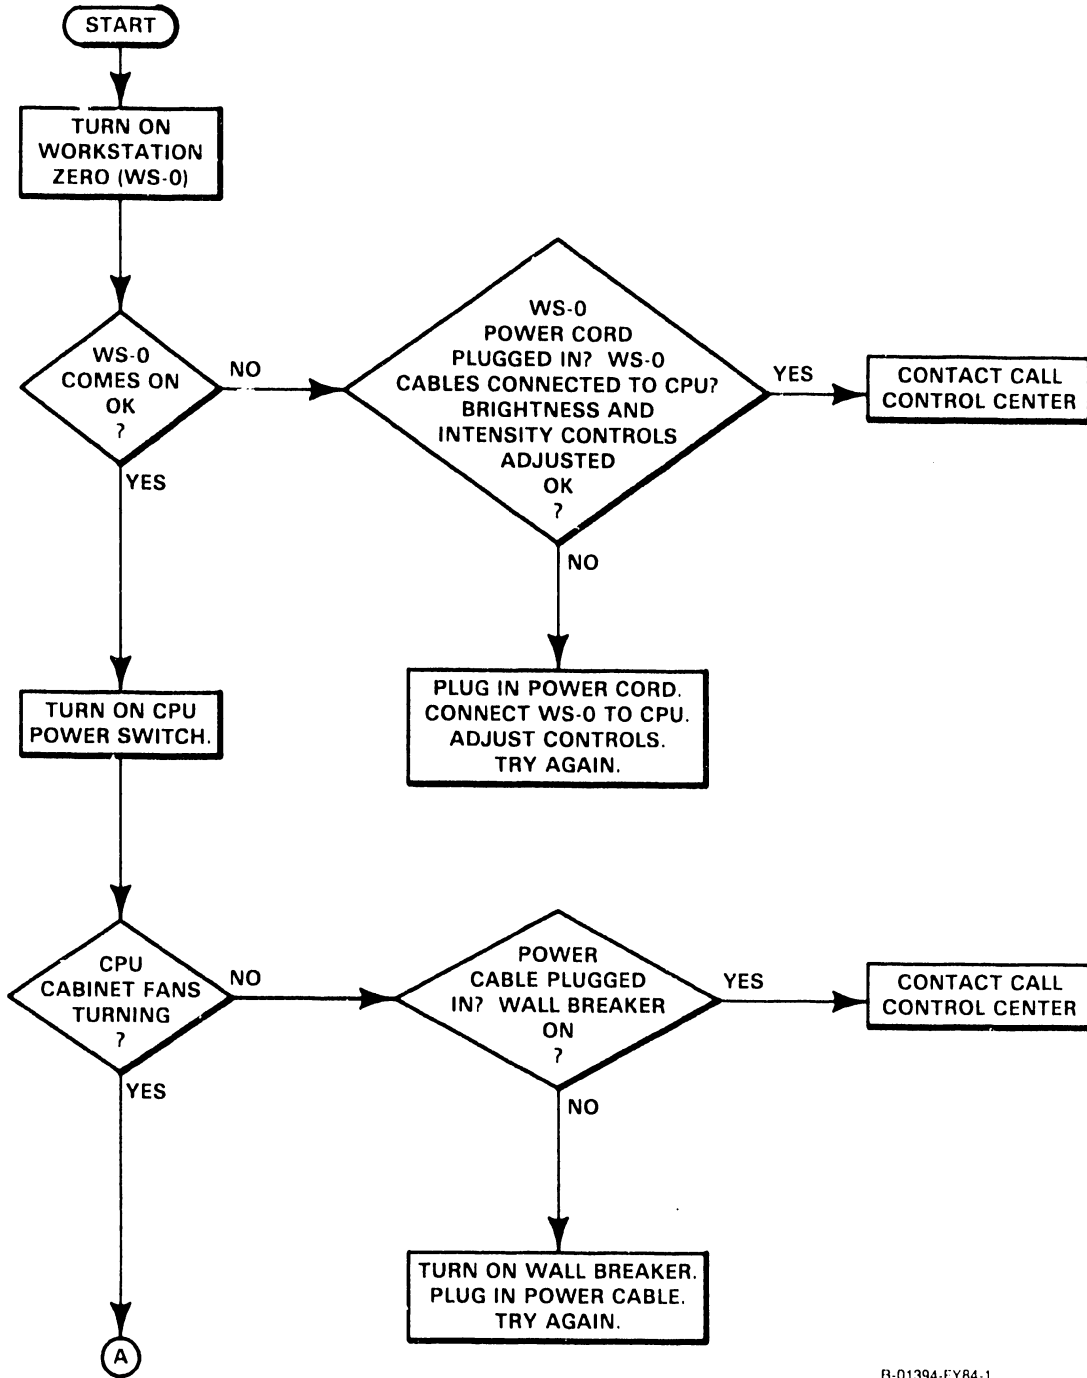 START
TURN ON
WORKSTATION
ZERO (WS-0)
WS-0
COMES ON
OK
?
NO
YES
WS-0
POWER CORD
PLUGGED IN? WS-0
CABLES CONNECTED TO CPU?
BRIGHTNESS AND
INTENSITY CONTROLS
ADJUSTED
OK
?
YES
CONTACT CALL
CONTROL CENTER
NO
PLUG IN POWER CORD.
CONNECT WS-0 TO CPU.
ADJUST CONTROLS.
TRY AGAIN.
TURN ON CPU
POWER SWITCH.
CPU
CABINET FANS
TURNING
?
NO
YES
POWER
CABLE PLUGGED
IN? WALL BREAKER
ON
?
YES
CONTACT CALL
CONTROL CENTER
NO
TURN ON WALL BREAKER.
PLUG IN POWER CABLE.
TRY AGAIN.
A
B-01394-FY84-1